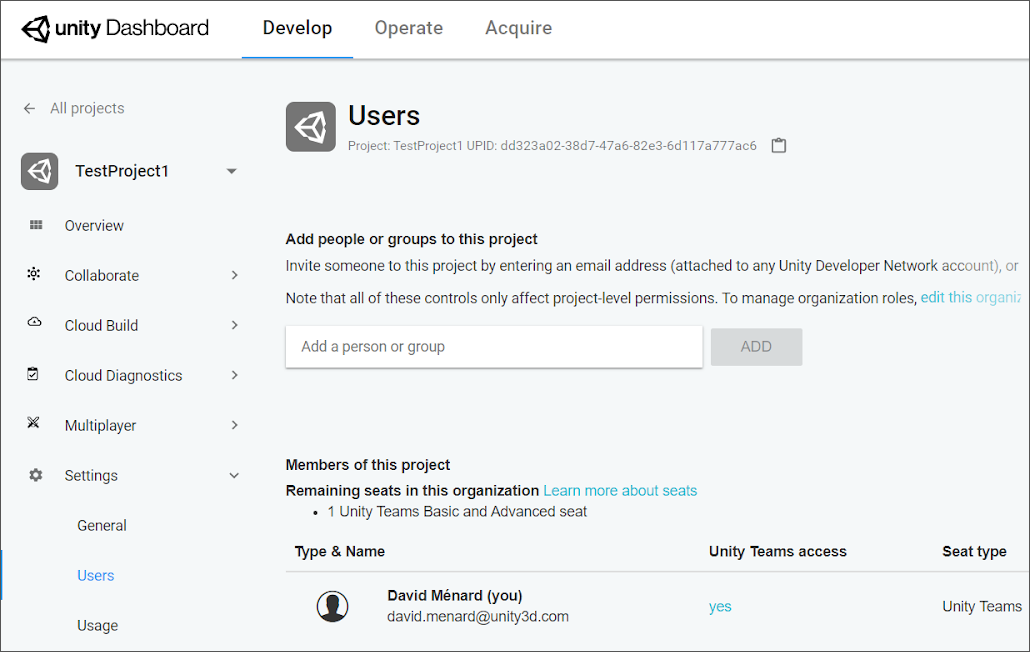 unity Dashboard
Develop
Operate
Acquire
All projects
TestProject1
Overview
Collaborate
Cloud Build
Cloud Diagnostics
Multiplayer
Settings
General
Users
Usage
Users
Project: TestProject1 UPID: dd323a02-38d7-47a6-82e3-6d117a777ac6
Add people or groups to this project
Invite someone to this project by entering an email address (attached to any Unity Developer Network account), or
Note that all of these controls only affect project-level permissions. To manage organization roles, edit this organiz
Add a person or group
ADD
Members of this project
Remaining seats in this organization Learn more about seats
• 1 Unity Teams Basic and Advanced seat
Type & Name Unity Teams access Seat type
David Ménard (you)
david.menard@unity3d.com
yes
Unity Teams